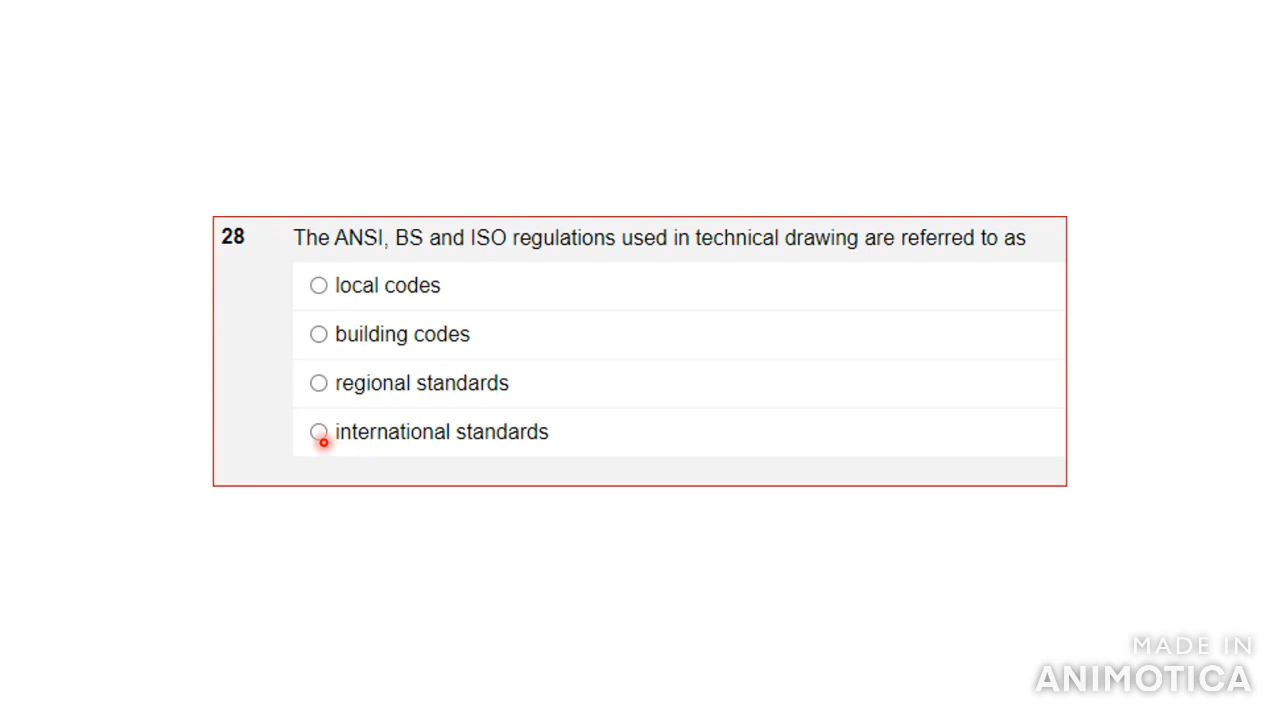 28 The ANSI, BS and ISO regulations used in technical drawing are referred to as
local codes
building codes
regional standards
international standards
MADE IN
ANIMOTICA